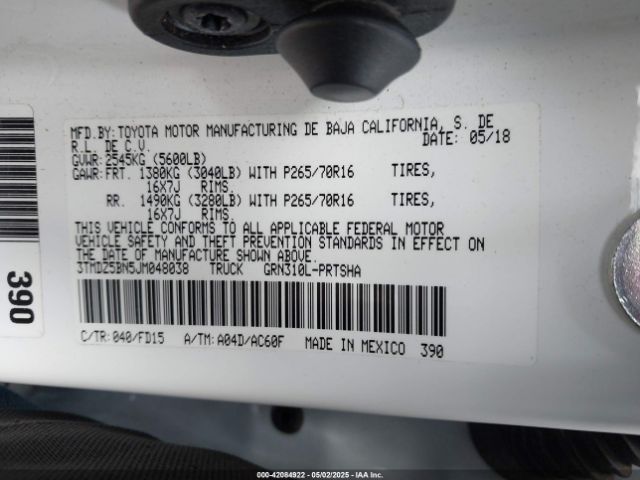 MFD.BY:TOYOTA MOTOR MANUFACTURING DE BAJA CALIFORNIA, S. DE
R.L. DE C.V. DATE: 05/18
GVWR:2545KG (5600LB)
GAWR:FRT. 1380KG (3040LB) WITH P265/70R16 TIRES,
16X7J RIMS.
RR. 1490KG (3280LB) WITH P265/70R16 TIRES,
16X7J RIMS.
THIS VEHICLE CONFORMS TO ALL APPLICABLE FEDERAL MOTOR
VEHICLE SAFETY AND THEFT PREVENTION STANDARDS IN EFFECT ON
THE DATE OF MANUFACTURE SHOWN ABOVE.
3TMDZ5BN5JM048038 TRUCK GRN310L-PRTSHA
C/TR:040/FD15 A/TM:A04D/AC60F MADE IN MEXICO 390
390
000-42084922 - 05/02/2025 - IAA, Inc.